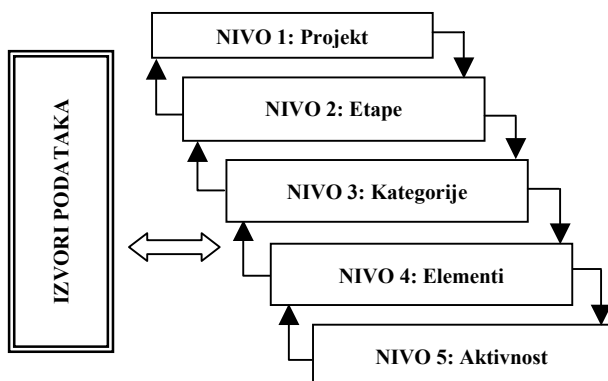 IZVORI PODATAKA
NIVO 1: Projekt
NIVO 2: Etape
NIVO 3: Kategorije
NIVO 4: Elementi
NIVO 5: Aktivnost